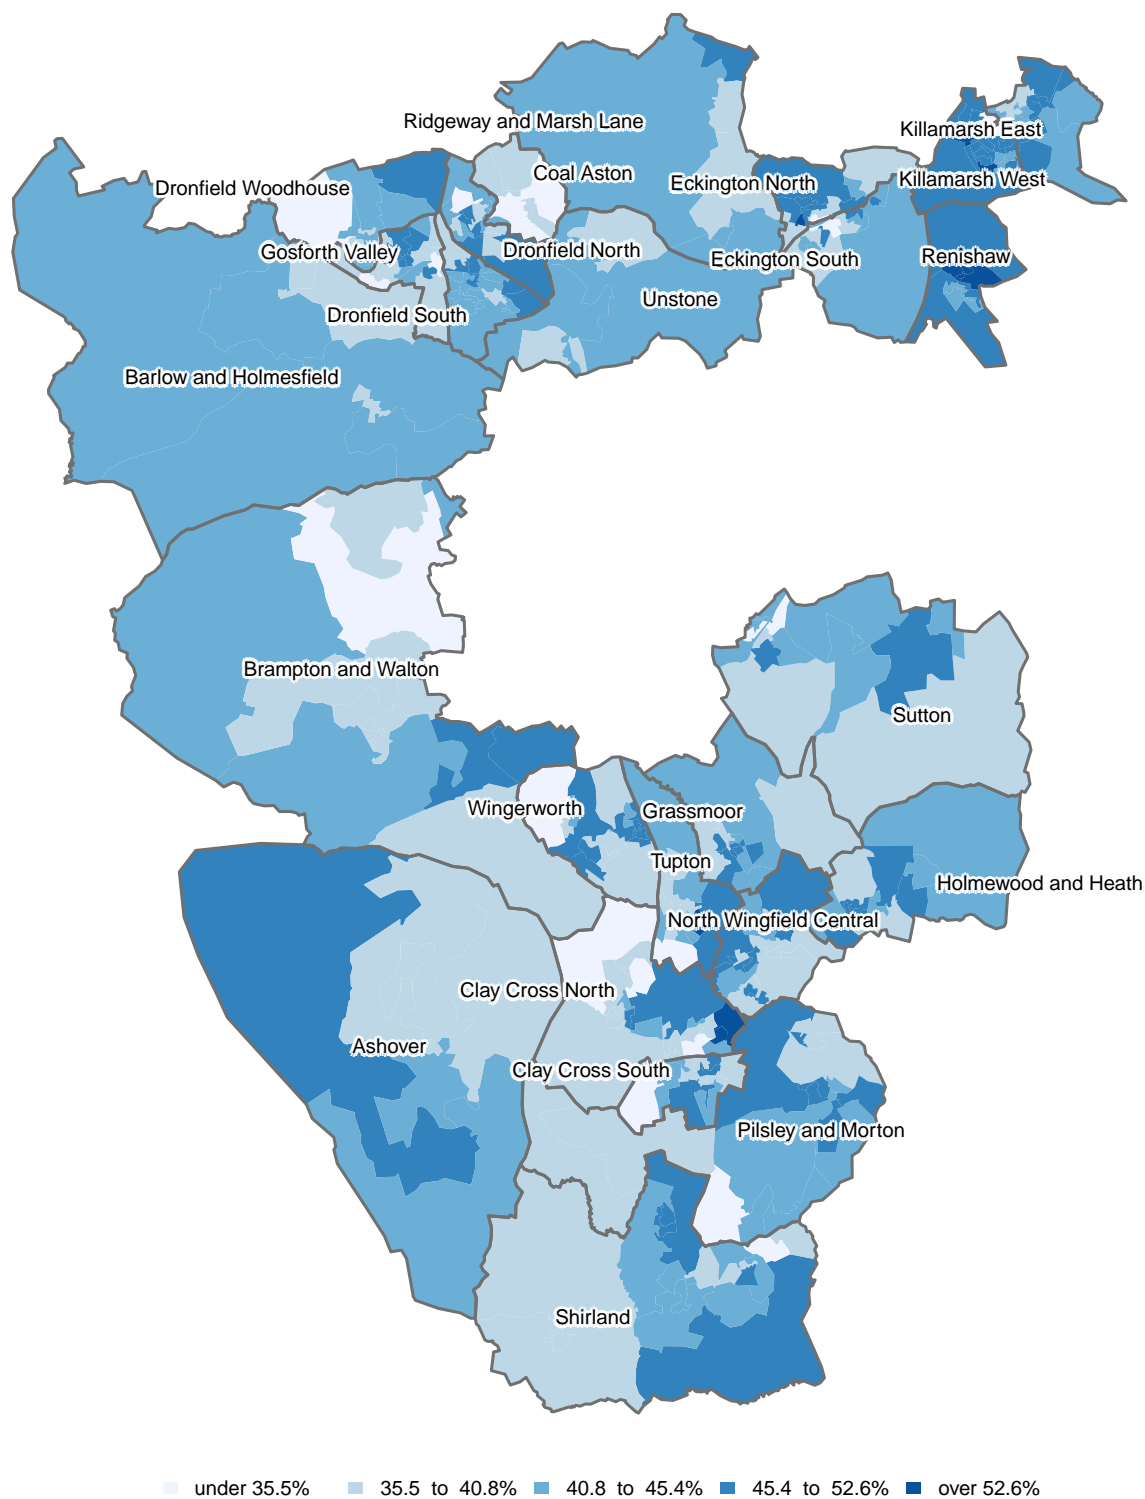 Ridgeway and Marsh Lane
Killamarsh East
Coal Aston
Dronfield Woodhouse
Eckington North
Killamarsh West
Gosforth Valley
Dronfield North
Eckington South
Renishaw
Unstone
Dronfield South
Barlow and Holmesfield
Brampton and Walton
Sutton
Wingerworth
Grassmoor
Tupton
Holmewood and Heath
North Wingfield Central
Clay Cross North
Ashover
Clay Cross South
Pilsley and Morton
Shirland
under 35.5% 35.5 to 40.8% 40.8 to 45.4% 45.4 to 52.6% over 52.6%